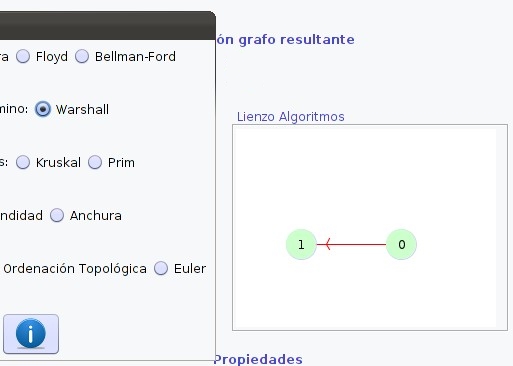 ón grafo resultante
ra Floyd Bellman-Ford
mino: Warshall
Lienzo Algoritmos
s: Kruskal Prim
ndidad Anchura
1 0
Ordenación Topológica Euler
i
Propiedades